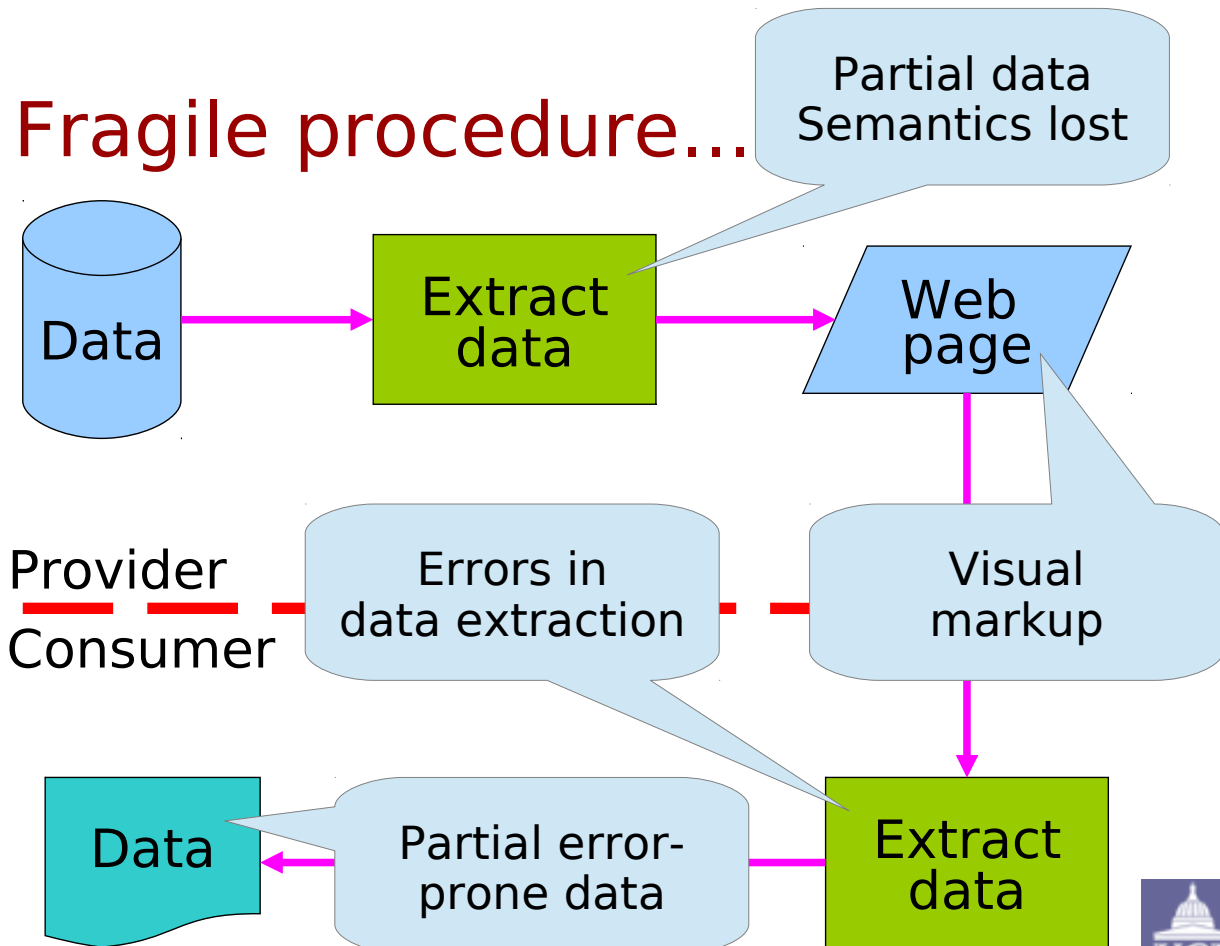 Partial data
Semantics lost
Fragile procedure...
Data
Extract
data
Web
page
Provider
Errors in
data extraction
Visual
markup
Consumer
Data
Partial error-
prone data
Extract
data